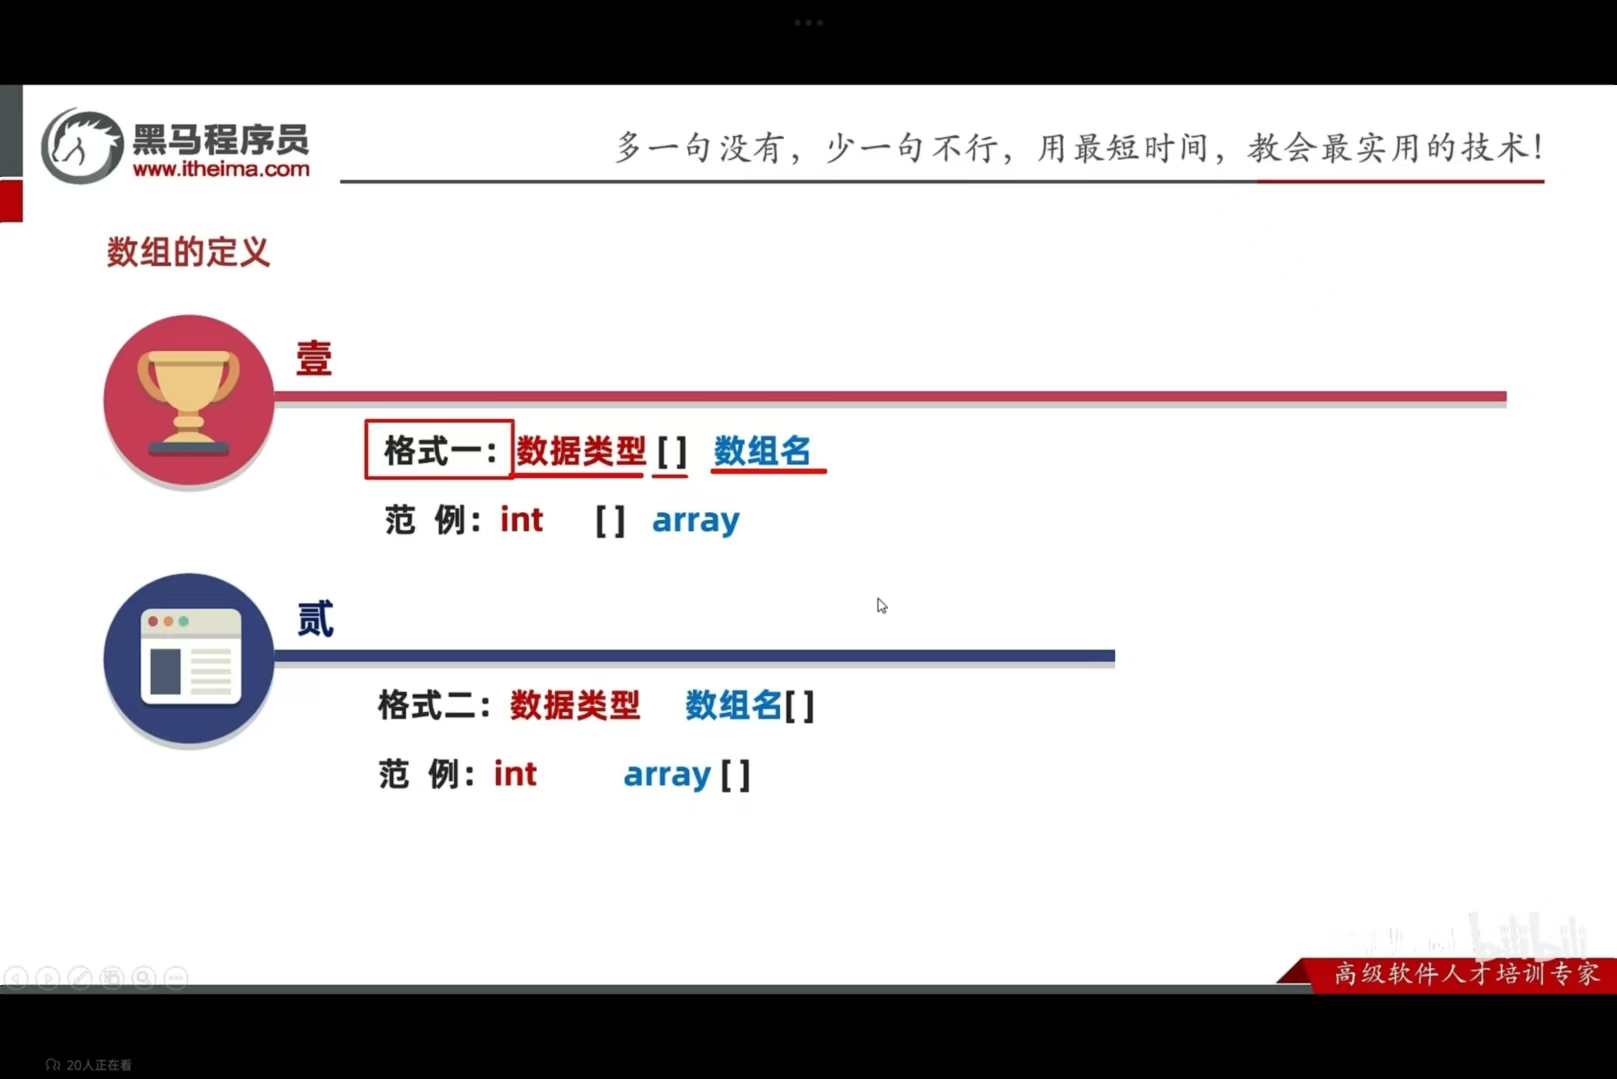 黑马程序员
www.itheima.com
多一句没有，少一句不行，用最短时间，教会最实用的技术！
数组的定义
壹
格式一：数据类型 [ ] 数组名
范 例：int [ ] array
贰
格式二：数据类型 数组名[ ]
范 例：int array [ ]
bilibili
高级软件人才培训专家
20人正在看